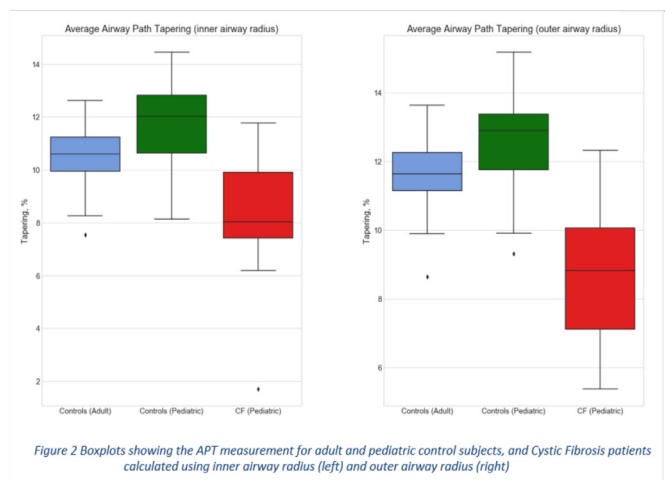 Average Airway Path Tapering (inner airway radius)
14
12
10
8
6
4
2
Tapering, %
Controls (Adult) Controls (Pediatric) CF (Pediatric)
Average Airway Path Tapering (outer airway radius)
14
12
10
8
6
Tapering, %
Controls (Adult) Controls (Pediatric) CF (Pediatric)
Figure 2 Boxplots showing the APT measurement for adult and pediatric control subjects, and Cystic Fibrosis patients
calculated using inner airway radius (left) and outer airway radius (right)